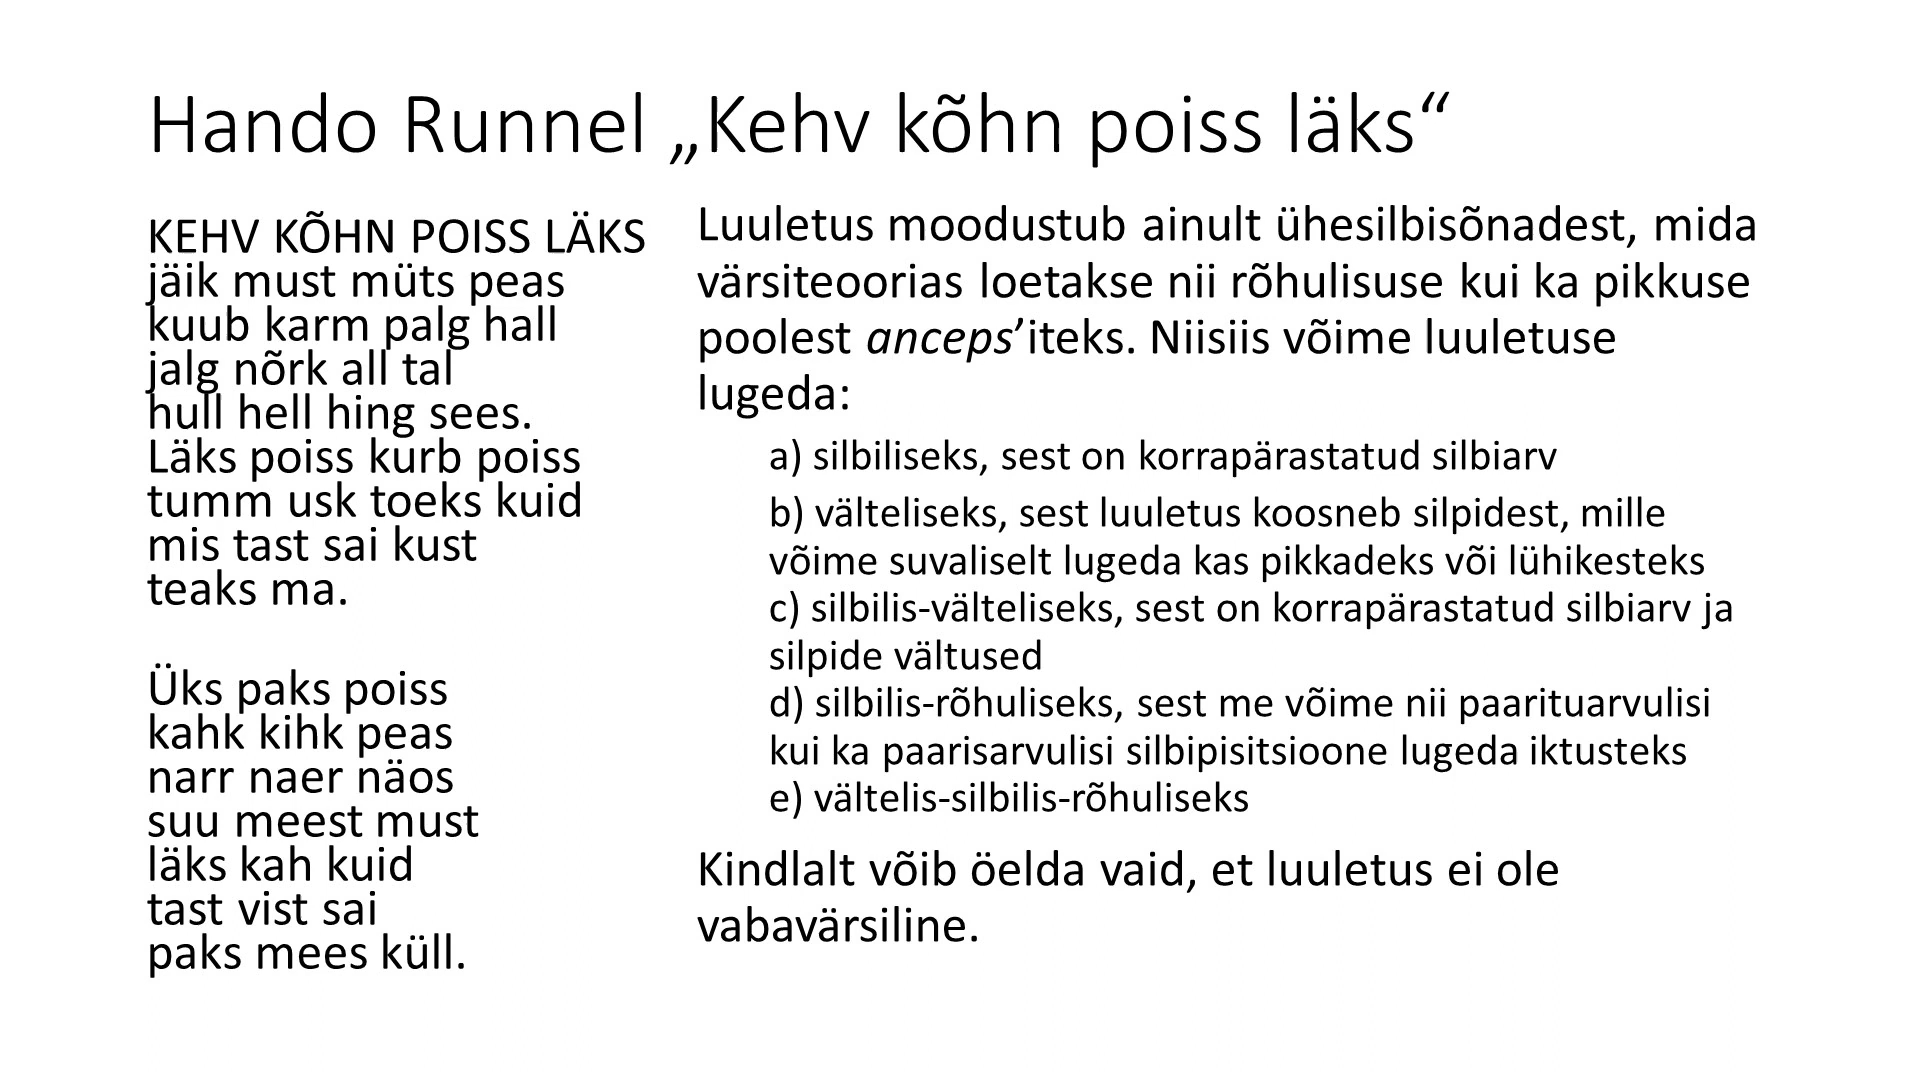 Hando Runnel „Kehv kõhn poiss läks“
KEHV KÕHN POISS LÄKS
jäik must müts peas
kuub karm palg hall
jalg nõrk all tal
hull hell hing sees.
Läks poiss kurb poiss
tumm usk toeks kuid
mis tast sai kust
teaks ma.
Üks paks poiss
kahk kihk peas
narr naer näos
suu meest must
läks kah kuid
tast vist sai
paks mees küll.
Luuletus moodustub ainult ühesilbisõnadest, mida
värsiteoorias loetakse nii rõhulisuse kui ka pikkuse
poolest anceps’iteks. Niisiis võime luuletuse
lugeda:
a) silbiliseks, sest on korrapärastatud silbiarv
b) välteliseks, sest luuletus koosneb silpidest, mille
võime suvaliselt lugeda kas pikkadeks või lühikesteks
c) silbilis-välteliseks, sest on korrapärastatud silbiarv ja
silpide vältused
d) silbilis-rõhuliseks, sest me võime nii paarituarvulisi
kui ka paarisarvulisi silbipisitsioone lugeda iktusteks
e) vältelis-silbilis-rõhuliseks
Kindlalt võib öelda vaid, et luuletus ei ole
vabavärsiline.